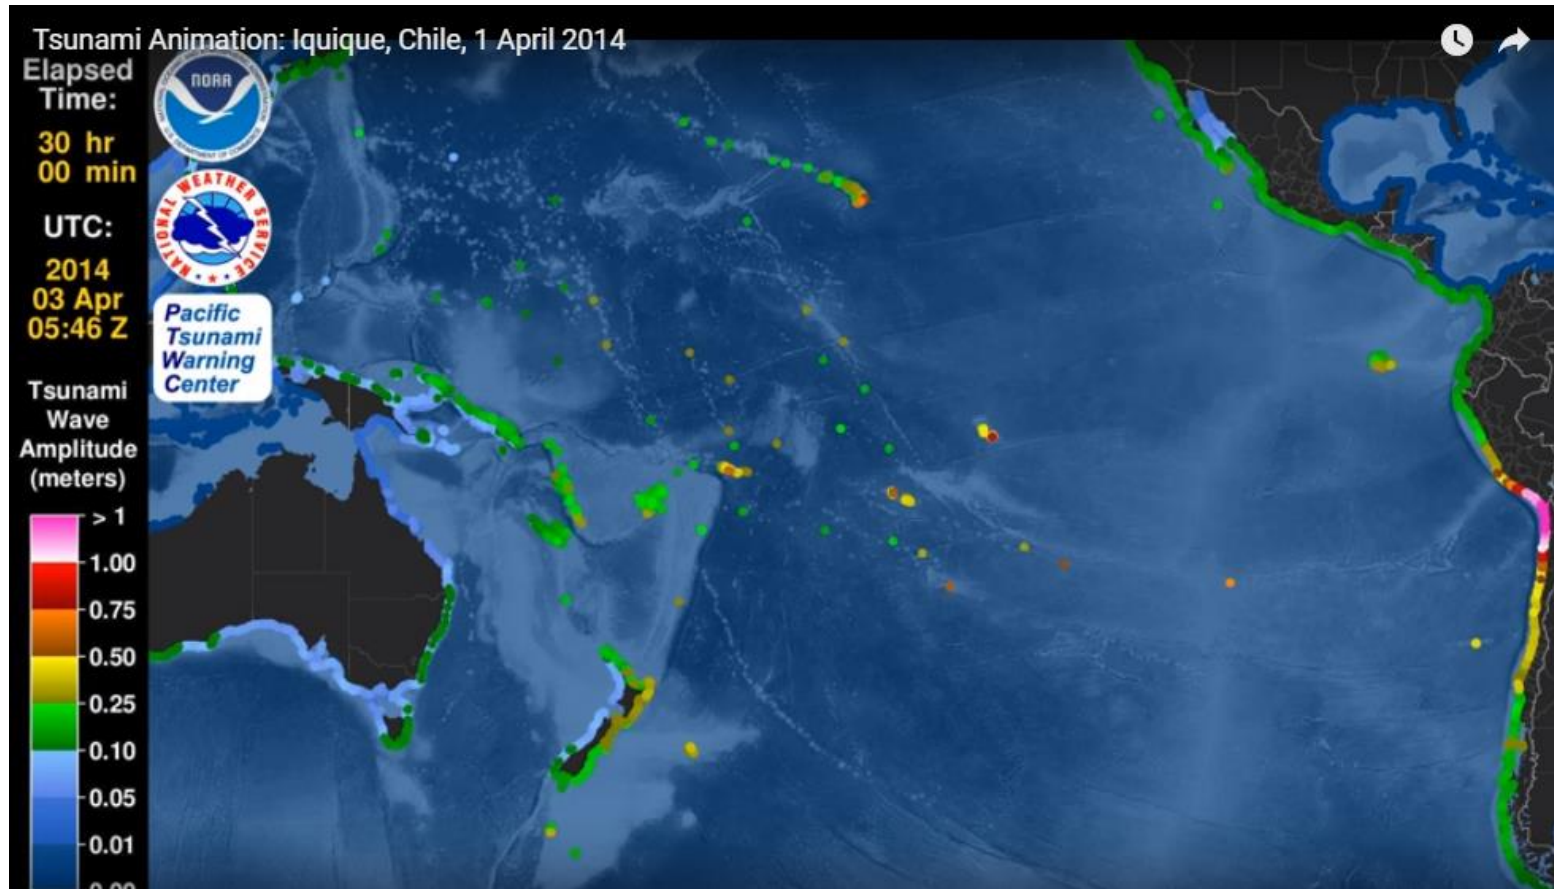 Tsunami Animation: Iquique, Chile, 1 April 2014
Elapsed
Time:
30 hr
00 min
UTC:
2014
03 Apr
05:46 Z
NOAA
NATIONAL WEATHER SERVICE
Pacific
Tsunami
Warning
Center
Tsunami
Wave
Amplitude
(meters)
> 1
1.00
0.75
0.50
0.25
0.10
0.05
0.01